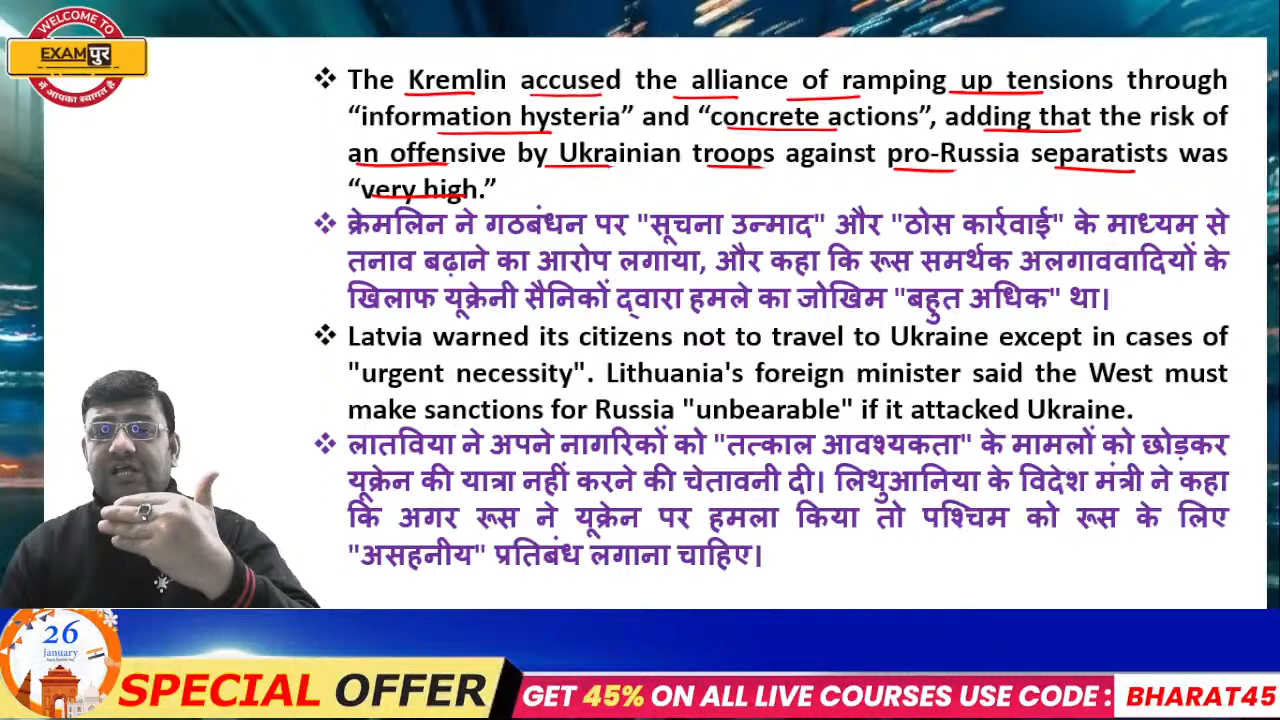 WELCOME TO
EXAMपुर
में आपका स्वागत है
❖ The Kremlin accused the alliance of ramping up tensions through
“information hysteria” and “concrete actions”, adding that the risk of
an offensive by Ukrainian troops against pro-Russia separatists was
“very high.”
❖ क्रेमलिन ने गठबंधन पर "सूचना उन्माद" और "ठोस कार्रवाई" के माध्यम से
तनाव बढ़ाने का आरोप लगाया, और कहा कि रूस समर्थक अलगाववादियों के
खिलाफ यूक्रेनी सैनिकों द्वारा हमले का जोखिम "बहुत अधिक" था।
❖ Latvia warned its citizens not to travel to Ukraine except in cases of
"urgent necessity". Lithuania's foreign minister said the West must
make sanctions for Russia "unbearable" if it attacked Ukraine.
❖ लातविया ने अपने नागरिकों को "तत्काल आवश्यकता" के मामलों को छोड़कर
यूक्रेन की यात्रा नहीं करने की चेतावनी दी। लिथुआनिया के विदेश मंत्री ने कहा
कि अगर रूस ने यूक्रेन पर हमला किया तो पश्चिम को रूस के लिए
"असहनीय" प्रतिबंध लगाना चाहिए।
26
January
SPECIAL OFFER
GET 45% ON ALL LIVE COURSES USE CODE : BHARAT45